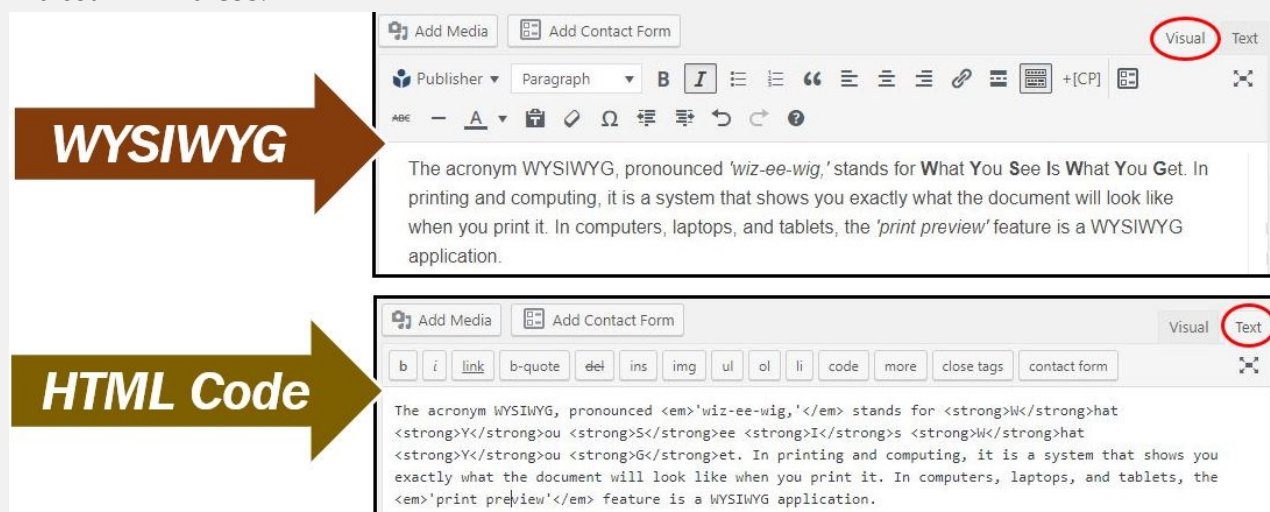 Add Media
Add Contact Form
Visual
Text
Publisher
Paragraph
B
I
+[CP]
ABE
A
T
Ω
WYSIWYG
The acronym WYSIWYG, pronounced 'wiz-ee-wig,' stands for What You See Is What You Get. In
printing and computing, it is a system that shows you exactly what the document will look like
when you print it. In computers, laptops, and tablets, the 'print preview' feature is a WYSIWYG
application.
Add Media
Add Contact Form
Visual
Text
b
i
link
b-quote
del
ins
img
ul
ol
li
code
more
close tags
contact form
HTML Code
The acronym WYSIWYG, pronounced <em>'wiz-ee-wig,'</em> stands for <strong>W</strong>hat
<strong>Y</strong>ou <strong>S</strong>ee <strong>I</strong>s <strong>W</strong>hat
<strong>Y</strong>ou <strong>G</strong>et. In printing and computing, it is a system that shows you
exactly what the document will look like when you print it. In computers, laptops, and tablets, the
<em>'print preview'</em> feature is a WYSIWYG application.